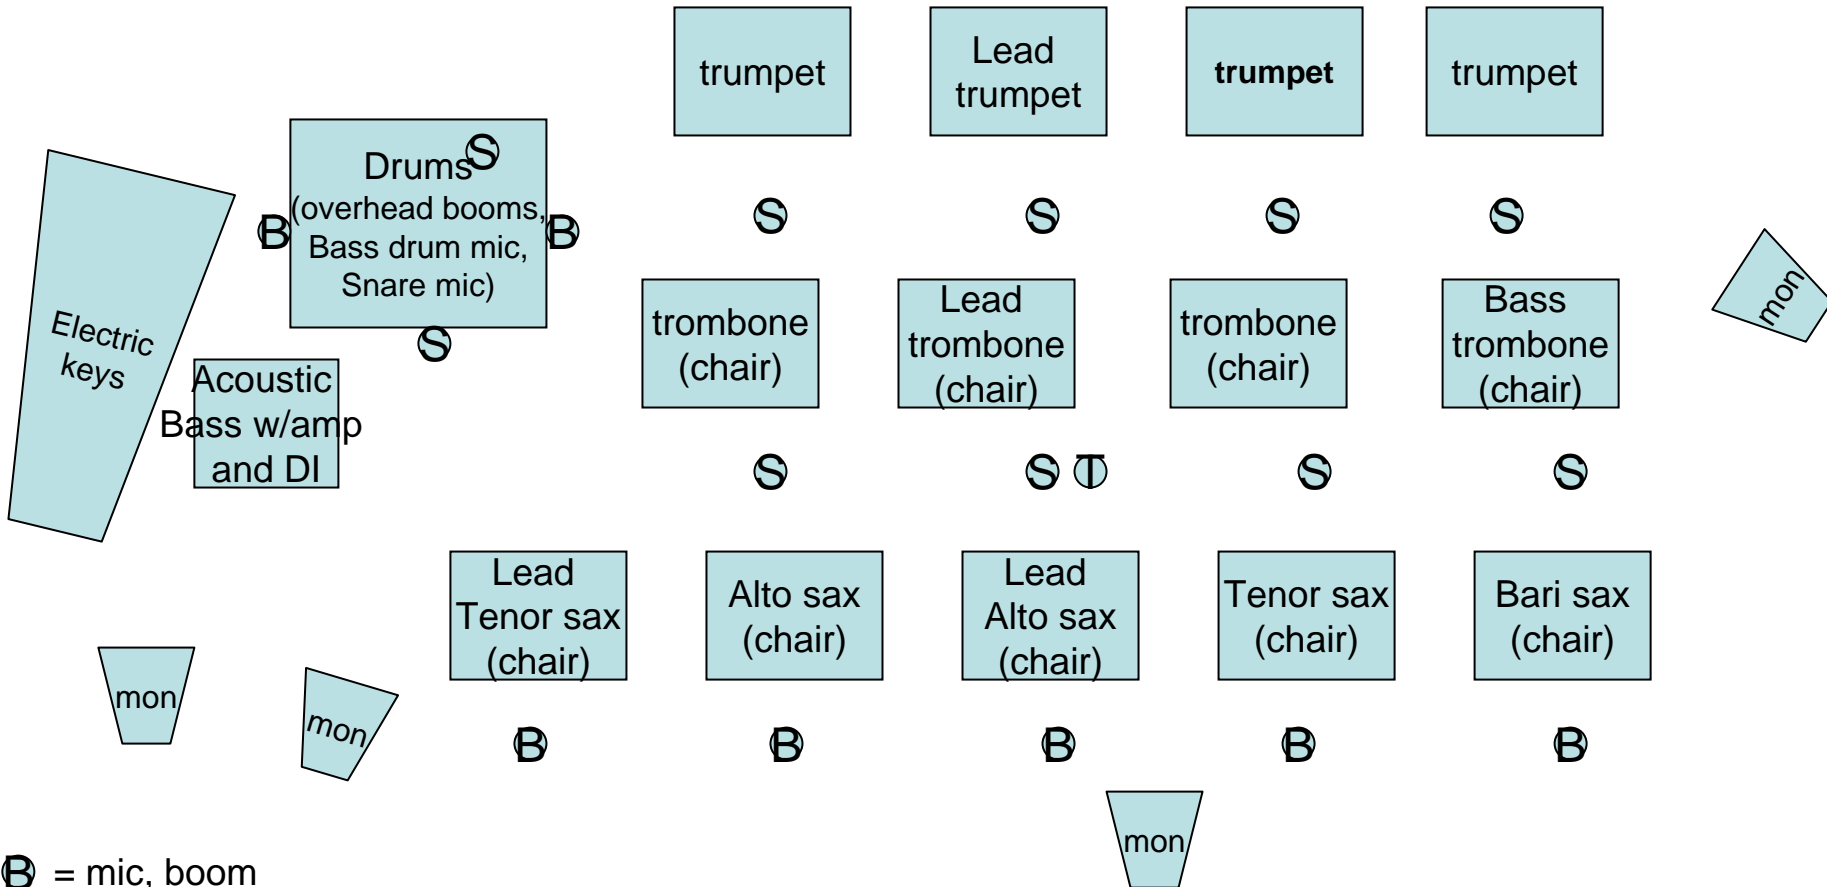 trumpet
Lead
trumpet
trumpet
trumpet
Drums
S
(overhead booms,
Bass drum mic,
Snare mic)
B
B
S
S
S
S
S
Electric
keys
Acoustic
Bass w/amp
and DI
trombone
(chair)
Lead
trombone
(chair)
trombone
(chair)
Bass
trombone
(chair)
mon
S
S
T
S
S
Lead
Tenor sax
(chair)
Alto sax
(chair)
Lead
Alto sax
(chair)
Tenor sax
(chair)
Bari sax
(chair)
mon
mon
B
B
B
B
B
mon
B = mic, boom